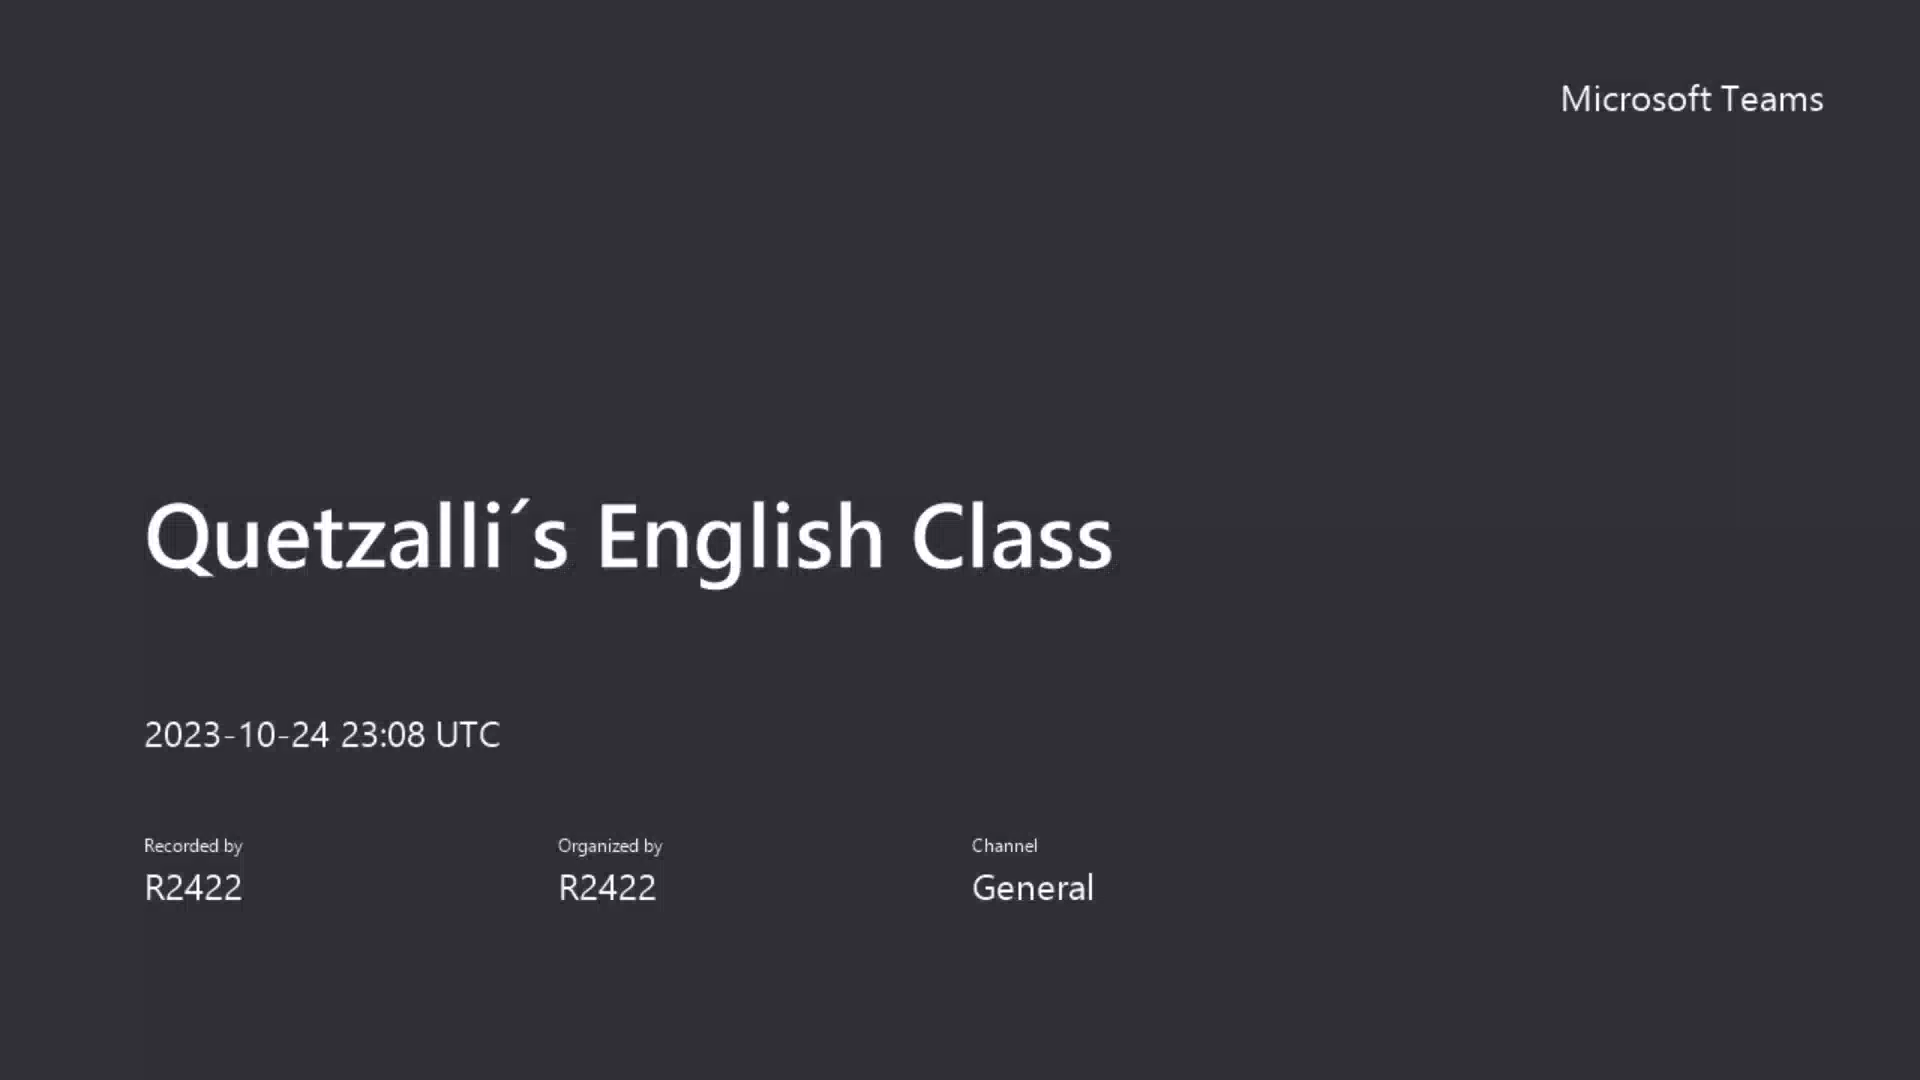 Microsoft Teams
Quetzalli´s English Class
2023-10-24 23:08 UTC
Recorded by
R2422
Organized by
R2422
Channel
General